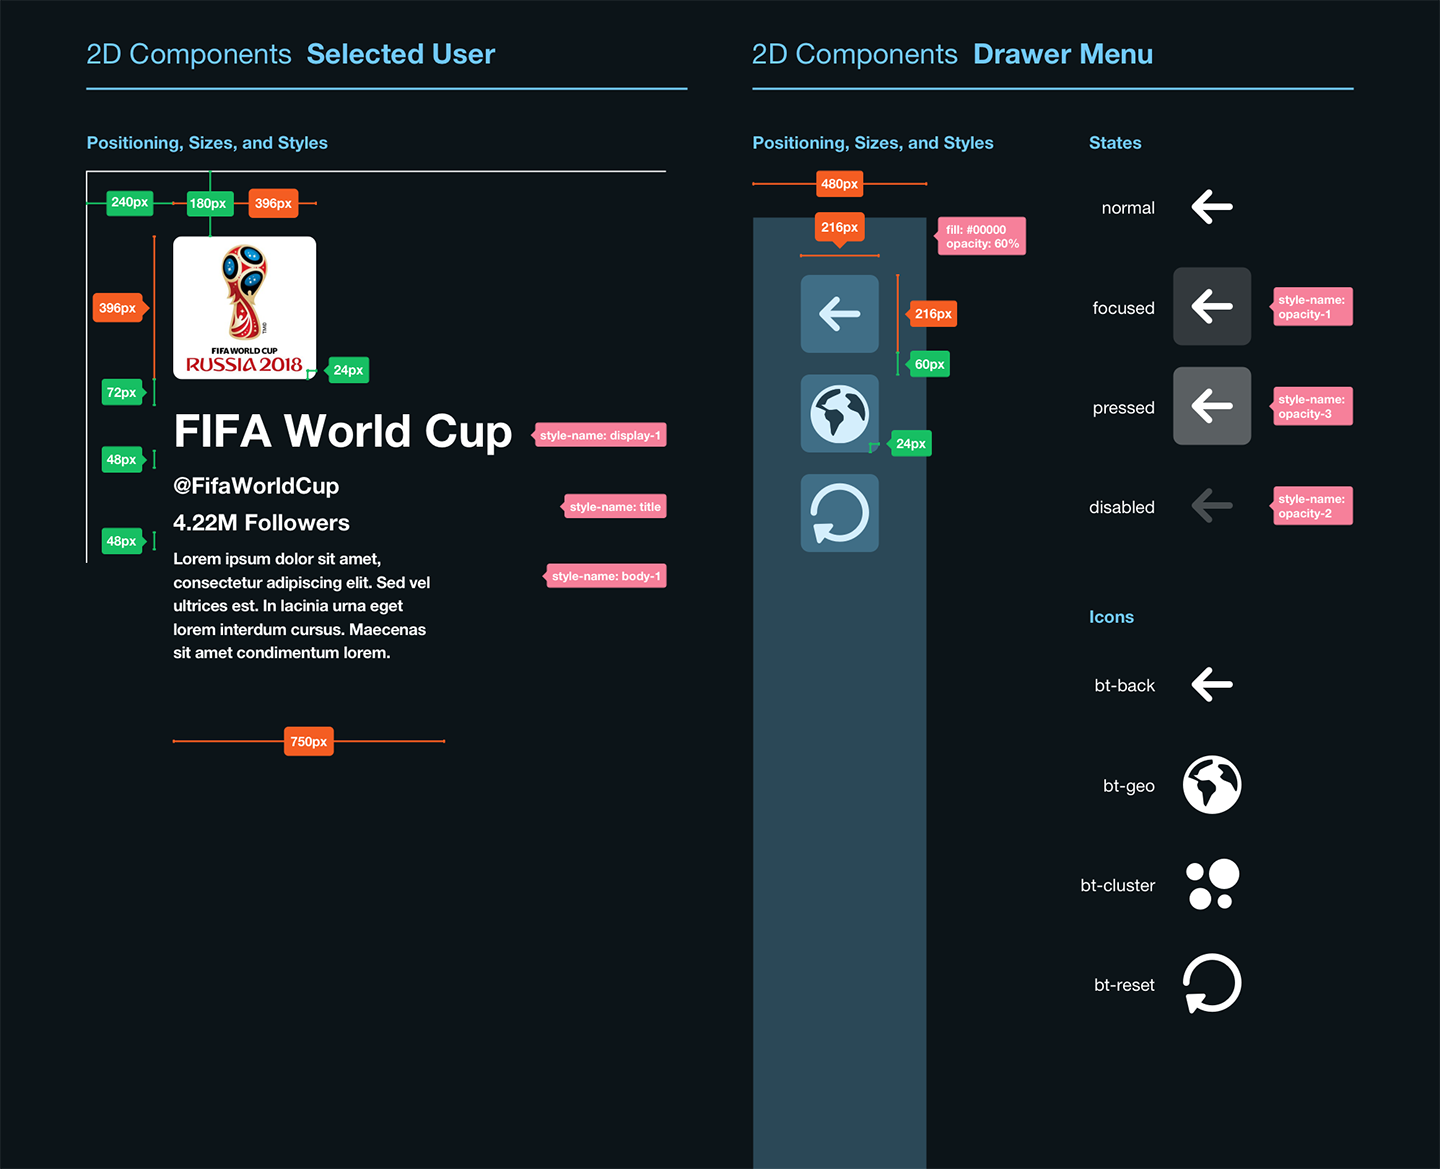 2D Components Selected User
Positioning, Sizes, and Styles
240px
180px
396px
396px
TMO
FIFA WORLD CUP
RUSSIA 2018
24px
72px
FIFA World Cup
style-name: display-1
48px
@FifaWorldCup
style-name: title
4.22M Followers
48px
Lorem ipsum dolor sit amet,
consectetur adipiscing elit. Sed vel
ultrices est. In lacinia urna eget
lorem interdum cursus. Maecenas
sit amet condimentum lorem.
style-name: body-1
750px
2D Components Drawer Menu
Positioning, Sizes, and Styles
480px
216px
fill: #00000
opacity: 60%
216px
60px
24px
States
normal
focused
style-name:
opacity-1
pressed
style-name:
opacity-3
disabled
style-name:
opacity-2
Icons
bt-back
bt-geo
bt-cluster
bt-reset